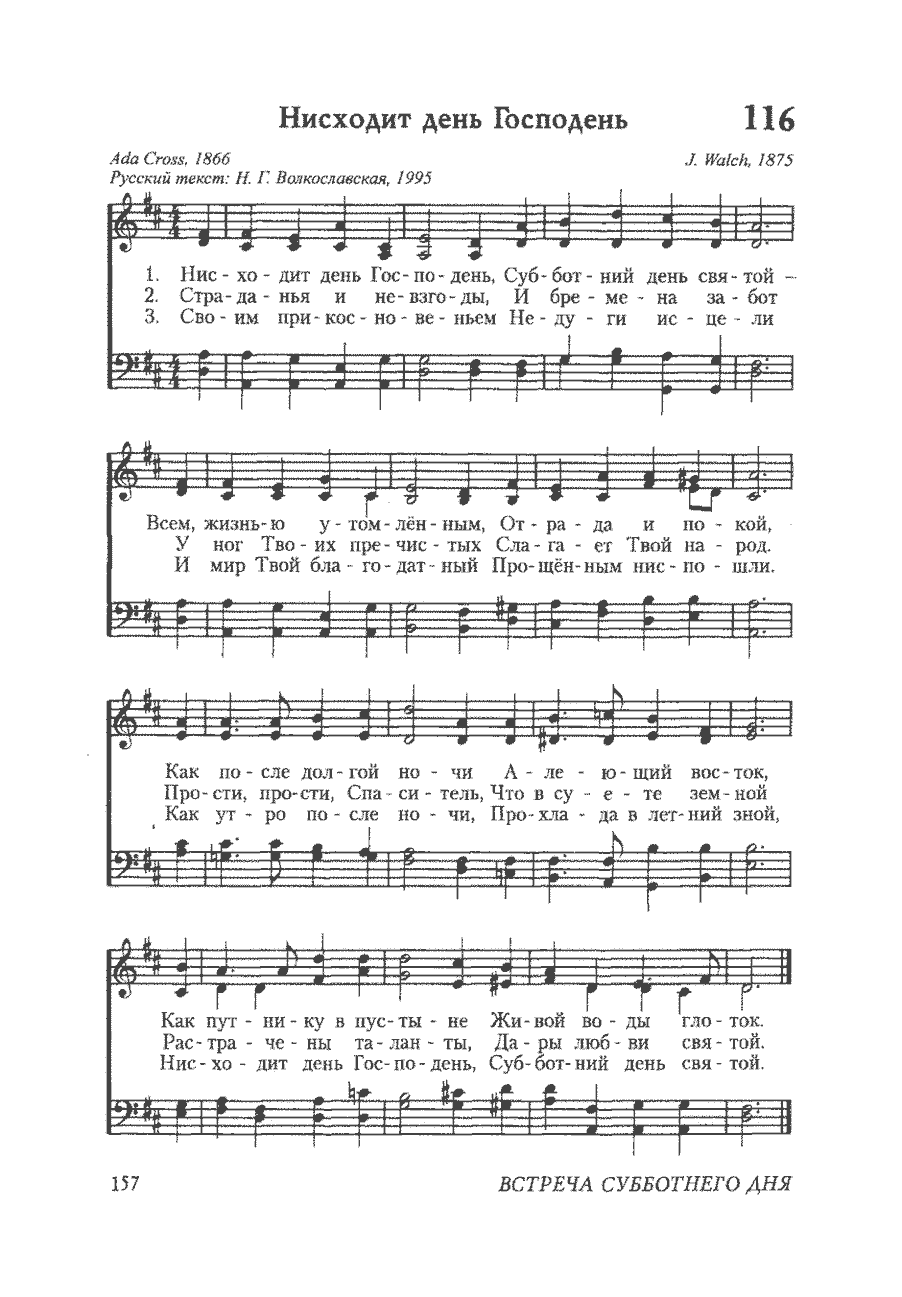 Нисходит день Господень 116
Ada Cross, 1866 J. Walch, 1875
Русский текст: Н. Г. Волкославская, 1995
1. Нис - хо - дит день Гос - по - день, Суб - бот - ний день свя - той –
2. Стра - да - нья и не - взго - ды, И бре - ме - на за - бот
3. Сво - им при - кос - но - ве - ньем Не - ду - ги ис - це - ли
Всем, жизнь - ю у - том - лён - ным, От - ра - да и по - кой,
У ног Тво - их пре - чис - тых Сла - га - ет Твой на - род.
И мир Твой бла - го - дат - ный Про - щён - ным нис - по - шли.
Как по - сле дол - гой но - чи А - ле - ю - щий вос - ток,
Про - сти, про - сти, Спа - си - тель, Что в су - е - те зем - ной
Как ут - ро по - сле но - чи, Про - хла - да в лет - ний зной,
Как пут - ни - ку в пус - ты - не Жи - вой во - ды гло - ток.
Рас - тра - че - ны та - лан - ты, Да - ры люб - ви свя - той.
Нис - хо - дит день Гос - по - день, Суб - бот - ний день свя - той.
157 ВСТРЕЧА СУББОТНЕГО ДНЯ